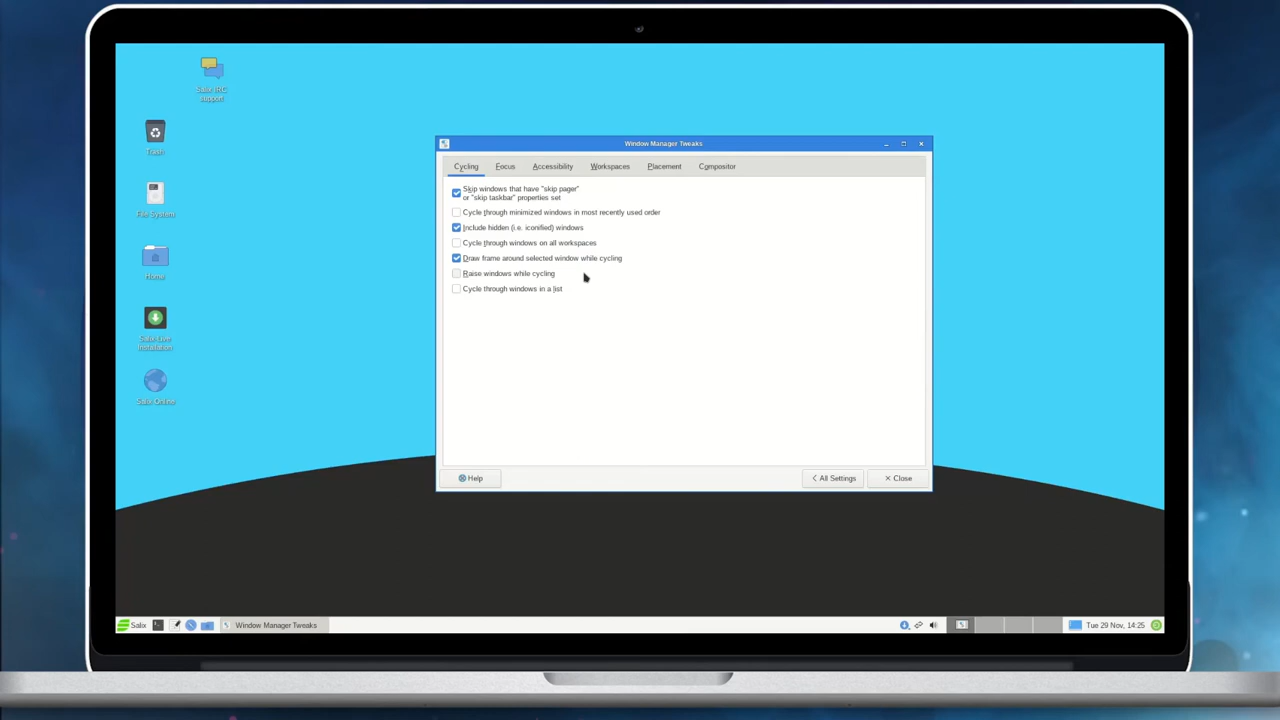 Salix IRC
support
Trash
File System
Home
Salix Live
Installation
Salix Online
Window Manager Tweaks
Cycling Focus Accessibility Workspaces Placement Compositor
Skip windows that have "skip pager"
or "skip taskbar" properties set
Cycle through minimized windows in most recently used order
Include hidden (i.e. iconified) windows
Cycle through windows on all workspaces
Draw frame around selected window while cycling
Raise windows while cycling
Cycle through windows in a list
Help All Settings Close
Salix Window Manager Tweaks Tue 29 Nov, 14:25